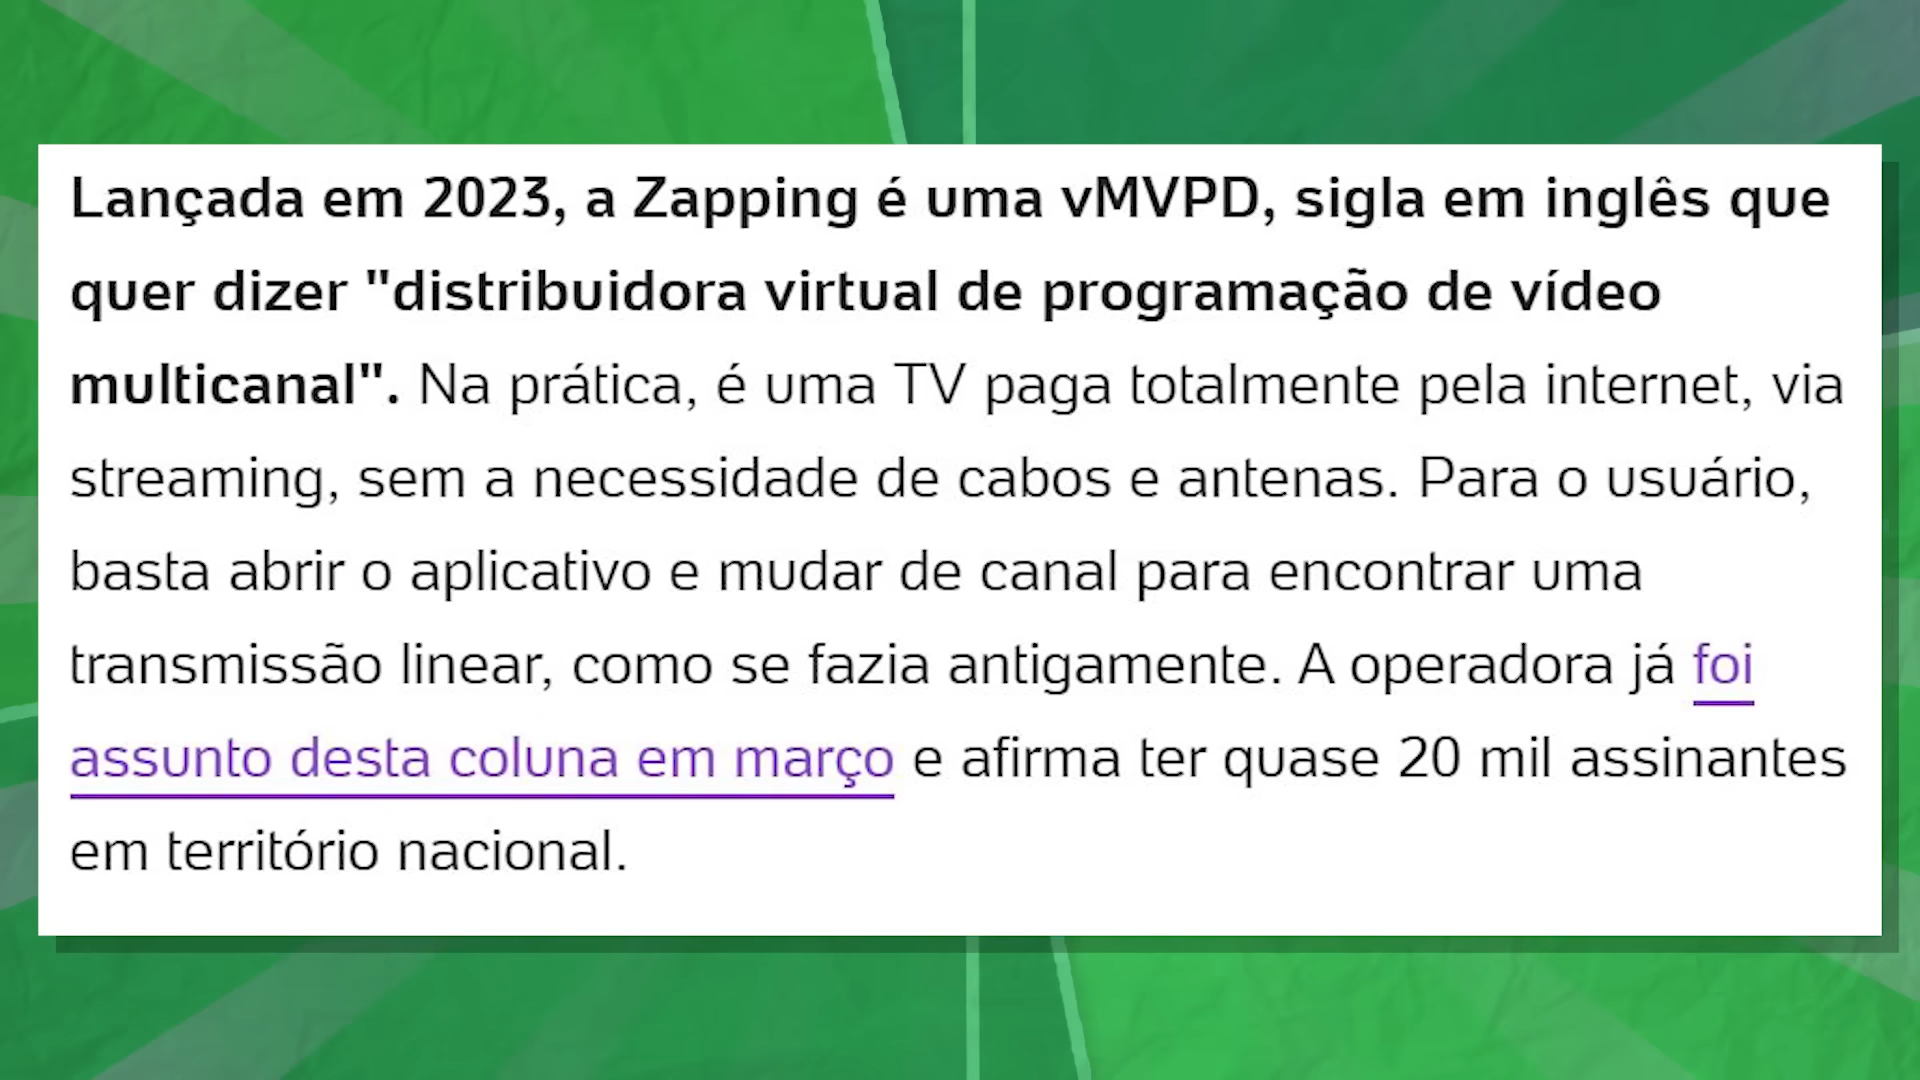 Lançada em 2023, a Zapping é uma vMVPD, sigla em inglês que
quer dizer "distribuidora virtual de programação de vídeo
multicanal". Na prática, é uma TV paga totalmente pela internet, via
streaming, sem a necessidade de cabos e antenas. Para o usuário,
basta abrir o aplicativo e mudar de canal para encontrar uma
transmissão linear, como se fazia antigamente. A operadora já foi
assunto desta coluna em março e afirma ter quase 20 mil assinantes
em território nacional.